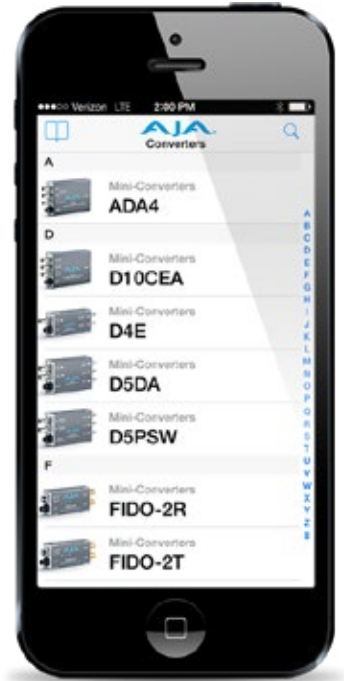 Verizon LTE 2:00 PM
AJA
Converters
A
Mini-Converters
ADA4
D
Mini-Converters
D10CEA
Mini-Converters
D4E
Mini-Converters
D5DA
Mini-Converters
D5PSW
F
Mini-Converters
FIDO-2R
Mini-Converters
FIDO-2T
A
B
C
D
E
F
G
H
I
J
K
L
M
N
O
P
Q
R
S
T
U
V
W
X
Y
Z
#